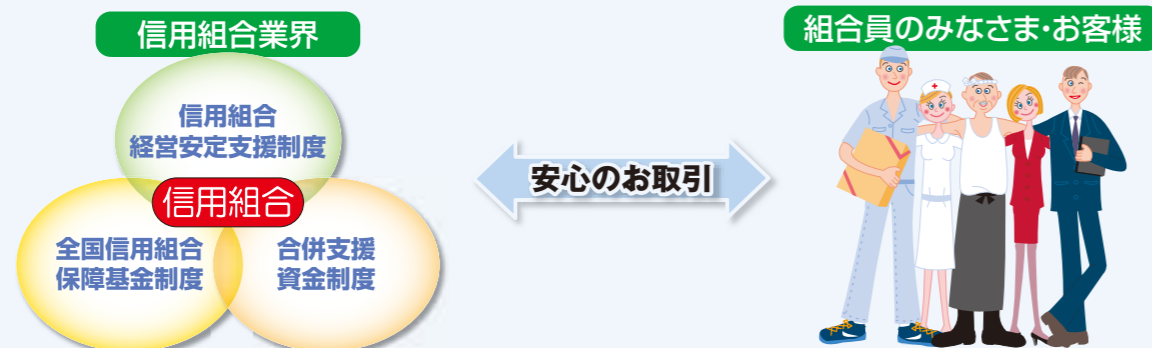 信用組合業界
信用組合
経営安定支援制度
信用組合
全国信用組合
保障基金制度
合併支援
資金制度
安心のお取引
組合員のみなさま・お客様